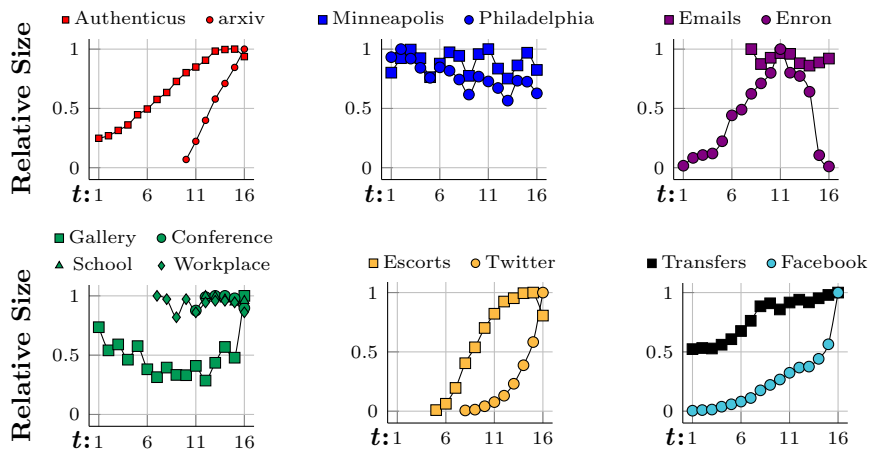 Authenticus arxiv
Minneapolis Philadelphia
Emails Enron
Relative Size
1
0.5
0
t: 1 6 11 16
1
0.5
0
t: 1 6 11 16
1
0.5
0
t: 1 6 11 16
Gallery Conference
School Workplace
Escorts Twitter
Transfers Facebook
Relative Size
1
0.5
0
t: 1 6 11 16
1
0.5
0
t: 1 6 11 16
1
0.5
0
t: 1 6 11 16